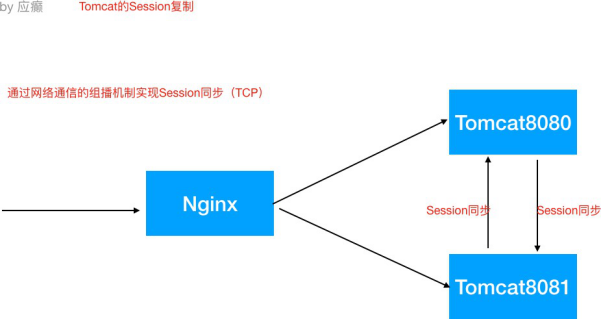 by 应癫 Tomcat的Session复制
通过网络通信的组播机制实现Session同步（TCP）
Tomcat8080
Nginx
Session同步 Session同步
Tomcat8081